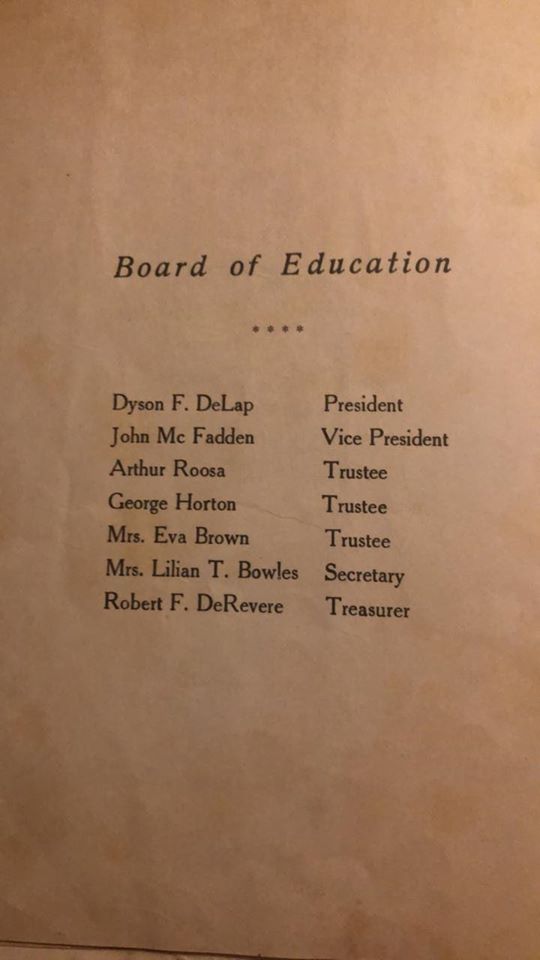 Board of Education
* * * *
Dyson F. DeLap President
John Mc Fadden Vice President
Arthur Roosa Trustee
George Horton Trustee
Mrs. Eva Brown Trustee
Mrs. Lilian T. Bowles Secretary
Robert F. DeRevere Treasurer